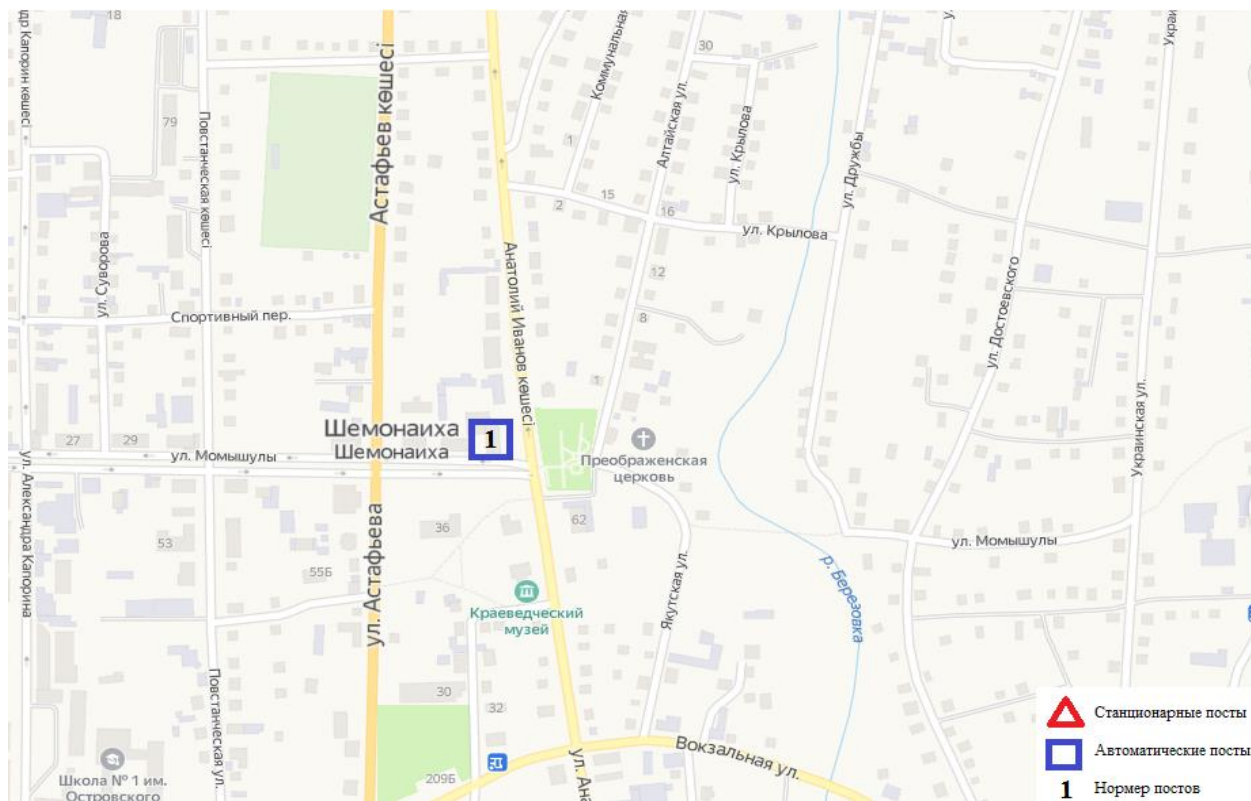 18
30
Украи
др Капорин көшесі
Повстанческая көшесі
79
Астафьев көшесі
Коммунальная
1
Алтайская ул.
ул. Крылова
ул. Дружбы
15
2
16
ул. Крылова
ул. Суворова
Анатолий Иванов көшесі
12
8
Спортивный пер.
ул. Достоевского
1
Украинская ул.
Шемонаиха
Шемонаиха
1
27
29
ул. Момышулы
Преображенская
церковь
ул. Александра Капорина
53
36
62
ул. Момышулы
55Б
ул. Астафьева
Краеведческий
музей
Якутская ул.
р. Березовка
Повстанческая ул.
30
32
Вокзальная ул.
ул. Ана
209Б
Школа № 1 им.
Островского
Станционарные посты
Автоматические посты
1 Нормер постов